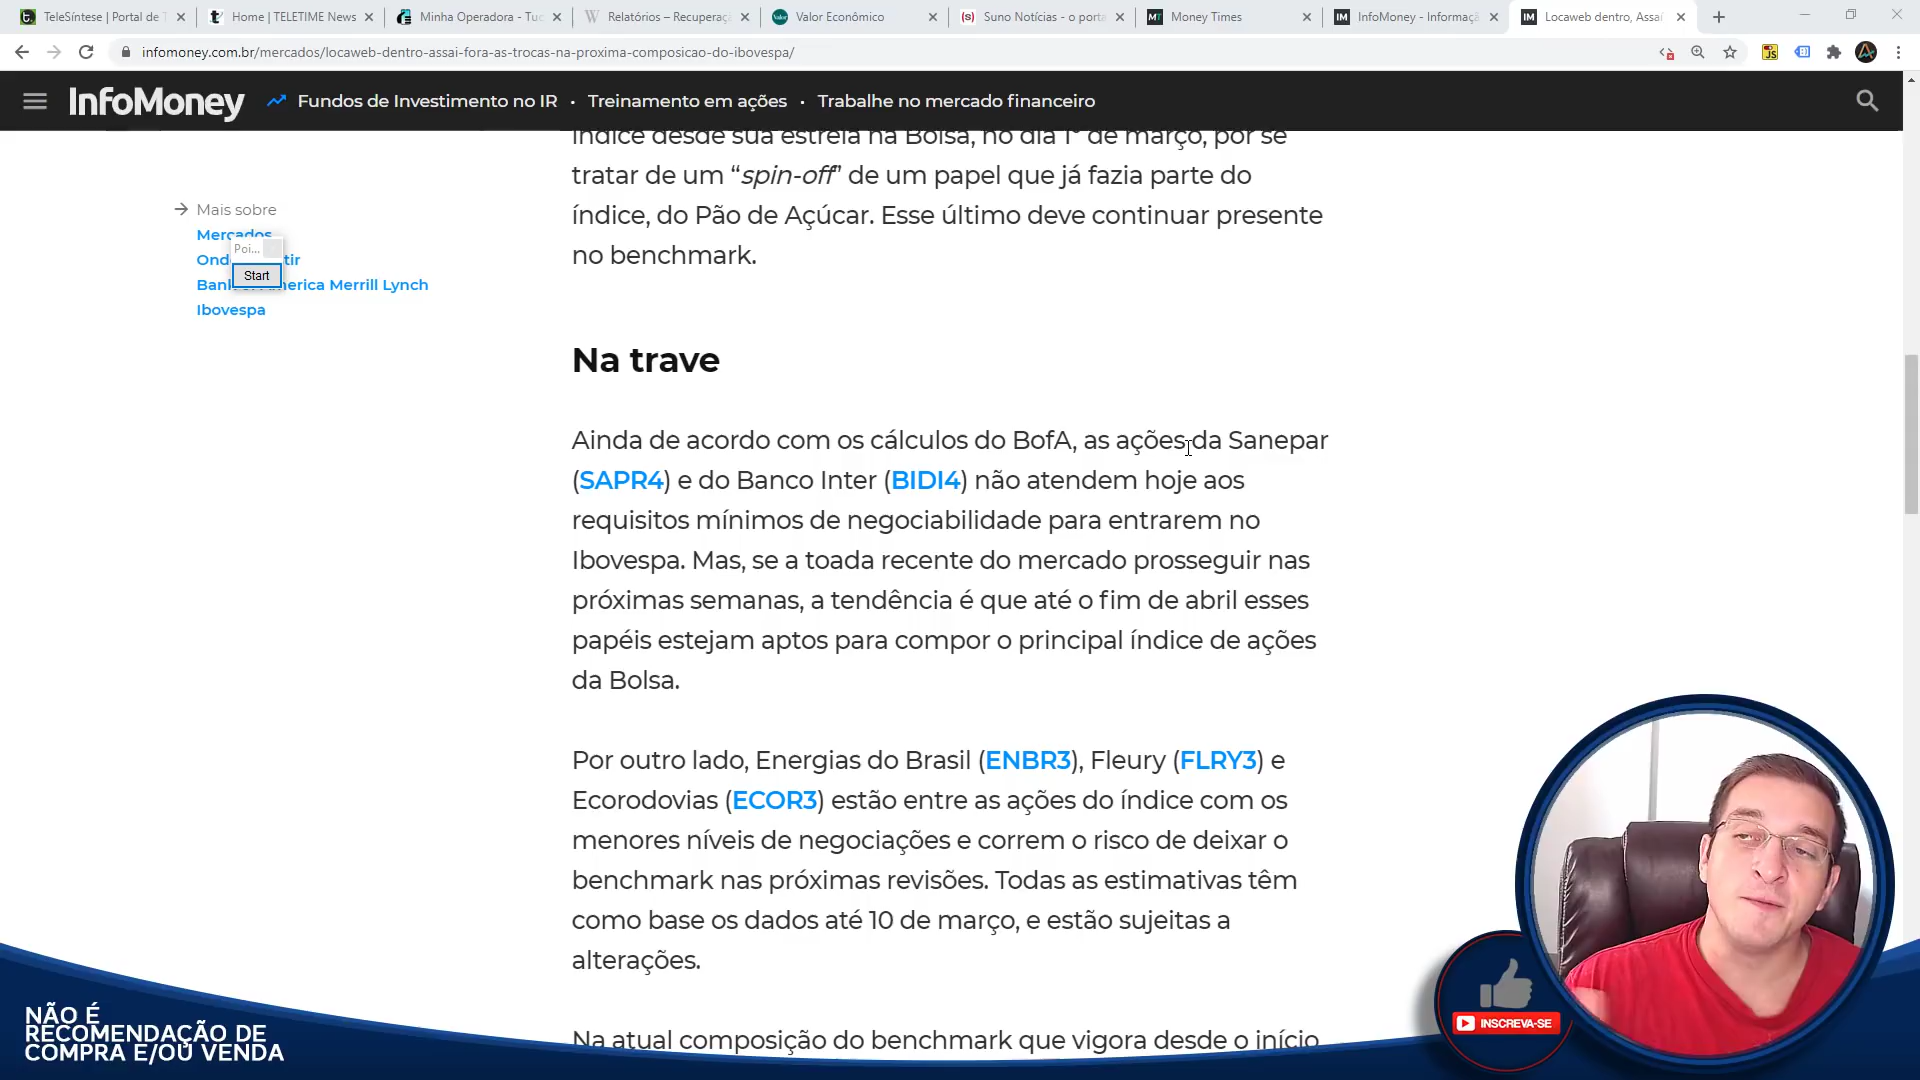 TeleSíntese | Portal de T
Home | TELETIME News
Minha Operadora - Tud
Relatórios – Recuperaç
Valor Econômico
Suno Notícias - o porta
Money Times
InfoMoney - Informaç
Locaweb dentro, Assaí
infomoney.com.br/mercados/locaweb-dentro-assai-fora-as-trocas-na-proxima-composicao-do-ibovespa/
InfoMoney
Fundos de Investimento no IR • Treinamento em ações • Trabalhe no mercado financeiro
índice desde sua estreia na Bolsa, no dia 1º de março, por se
tratar de um “spin-off” de um papel que já fazia parte do
índice, do Pão de Açúcar. Esse último deve continuar presente
no benchmark.
Mais sobre
Mercados
Poi...
Start
Bank of America Merrill Lynch
Ibovespa
Na trave
Ainda de acordo com os cálculos do BofA, as ações da Sanepar
(SAPR4) e do Banco Inter (BIDI4) não atendem hoje aos
requisitos mínimos de negociabilidade para entrarem no
Ibovespa. Mas, se a toada recente do mercado prosseguir nas
próximas semanas, a tendência é que até o fim de abril esses
papéis estejam aptos para compor o principal índice de ações
da Bolsa.
Por outro lado, Energias do Brasil (ENBR3), Fleury (FLRY3) e
Ecorodovias (ECOR3) estão entre as ações do índice com os
menores níveis de negociações e correm o risco de deixar o
benchmark nas próximas revisões. Todas as estimativas têm
como base os dados até 10 de março, e estão sujeitas a
alterações.
Na atual composição do benchmark que vigora desde o início
NÃO É
RECOMENDAÇÃO DE
COMPRA E/OU VENDA
INSCREVA-SE